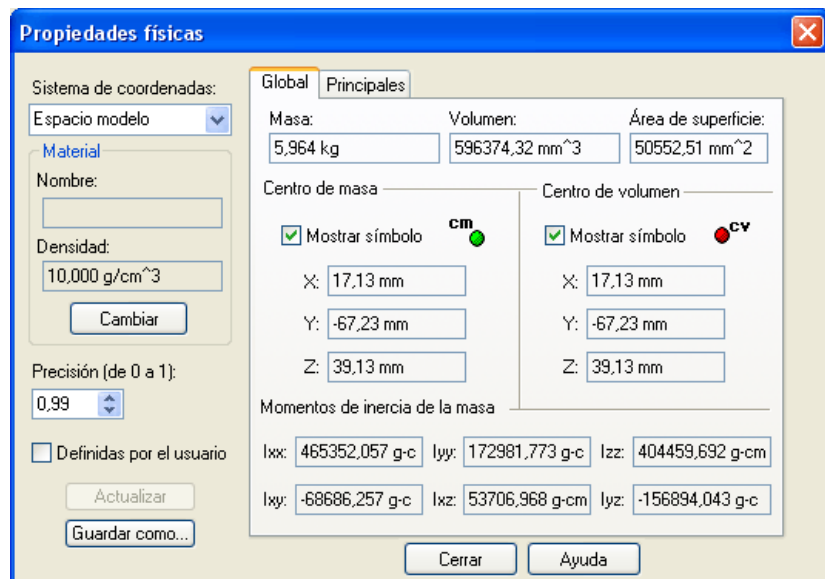 Propiedades físicas
Sistema de coordenadas:
Espacio modelo
Material
Nombre:
Densidad:
10,000 g/cm^3
Cambiar
Precisión (de 0 a 1):
0,99
Definidas por el usuario
Actualizar
Guardar como...
Global Principales
Masa: Volumen: Área de superficie:
5,964 kg 596374,32 mm^3 50552,51 mm^2
Centro de masa Centro de volumen
Mostrar símbolo cm Mostrar símbolo cv
X: 17,13 mm X: 17,13 mm
Y: -67,23 mm Y: -67,23 mm
Z: 39,13 mm Z: 39,13 mm
Momentos de inercia de la masa
Ixx: 465352,057 g-c Iyy: 172981,773 g-c Izz: 404459,692 g-cm
Ixy: -68686,257 g-c Ixz: 53706,968 g-cm Iyz: -156894,043 g-c
Cerrar Ayuda